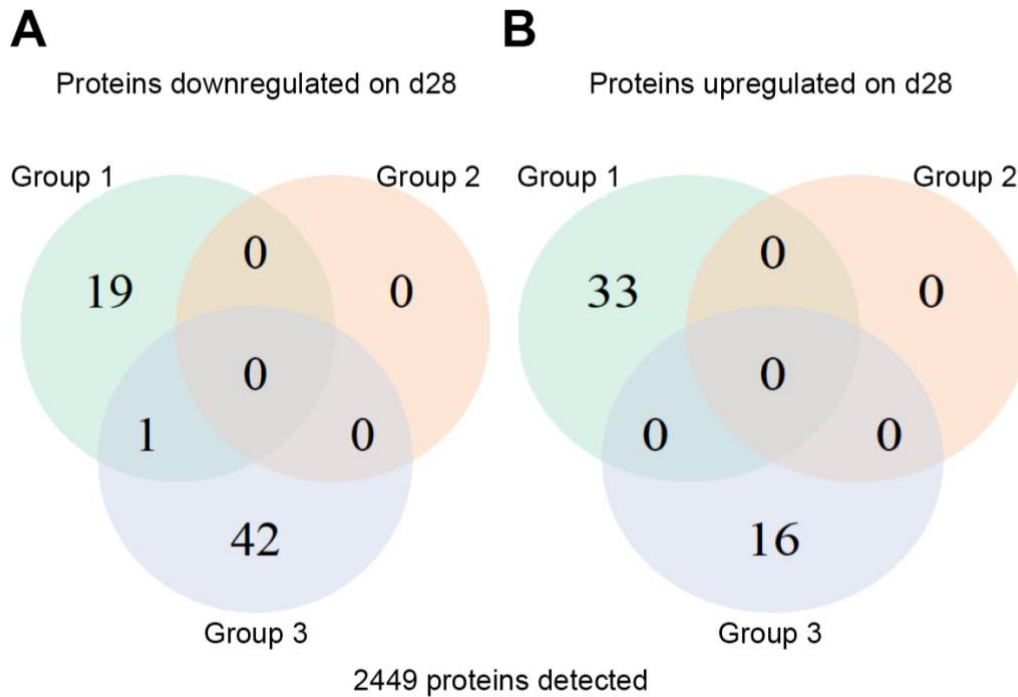 A
Proteins downregulated on d28
Group 1
Group 2
0
19
0
0
1
0
42
Group 3
B
Proteins upregulated on d28
Group 1
Group 2
0
33
0
0
0
0
16
Group 3
2449 proteins detected